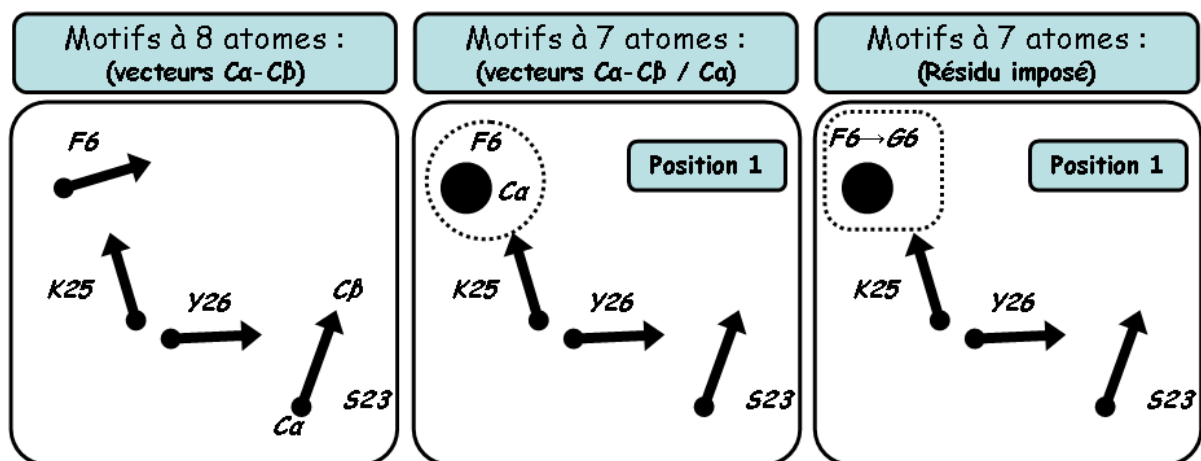 Motifs à 8 atomes :
(vecteurs Cα-Cβ)
F6
K25
Y26
Cβ
S23
Cα
Motifs à 7 atomes :
(vecteurs Cα-Cβ / Cα)
F6
Cα
Position 1
K25
Y26
S23
Motifs à 7 atomes :
(Résidu imposé)
F6→G6
Position 1
K25
Y26
S23